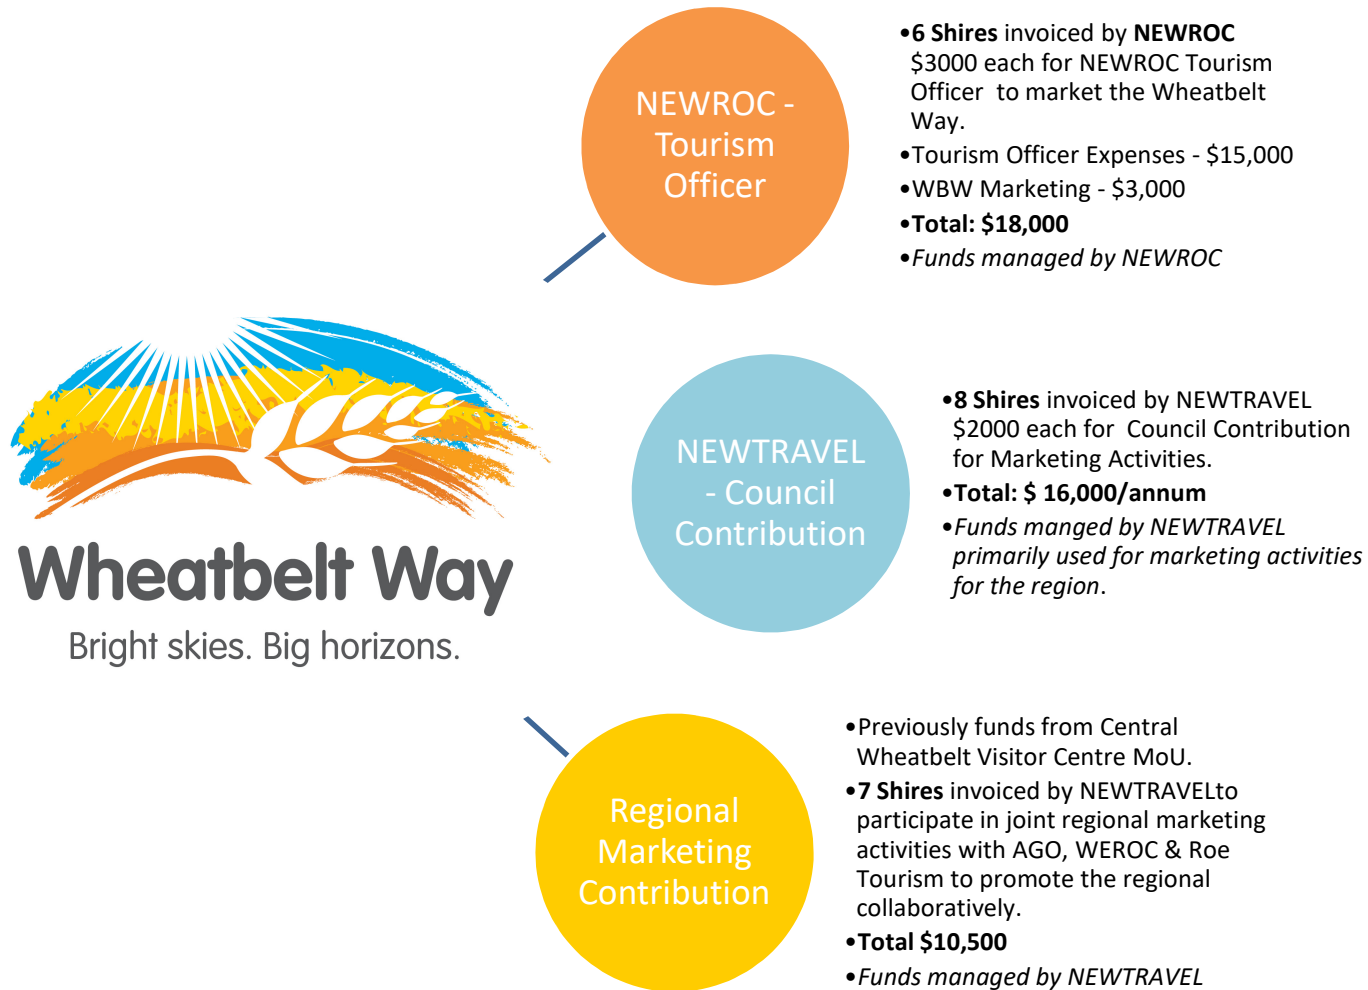 NEWROC -
Tourism
Officer
•6 Shires invoiced by NEWROC
$3000 each for NEWROC Tourism
Officer to market the Wheatbelt
Way.
•Tourism Officer Expenses - $15,000
•WBW Marketing - $3,000
•Total: $18,000
•Funds managed by NEWROC
Wheatbelt Way
Bright skies. Big horizons.
NEWTRAVEL
- Council
Contribution
•8 Shires invoiced by NEWTRAVEL
$2000 each for Council Contribution
for Marketing Activities.
•Total: $ 16,000/annum
•Funds manged by NEWTRAVEL
primarily used for marketing activities
for the region.
Regional
Marketing
Contribution
•Previously funds from Central
Wheatbelt Visitor Centre MoU.
•7 Shires invoiced by NEWTRAVELto
participate in joint regional marketing
activities with AGO, WEROC & Roe
Tourism to promote the regional
collaboratively.
•Total $10,500
•Funds managed by NEWTRAVEL